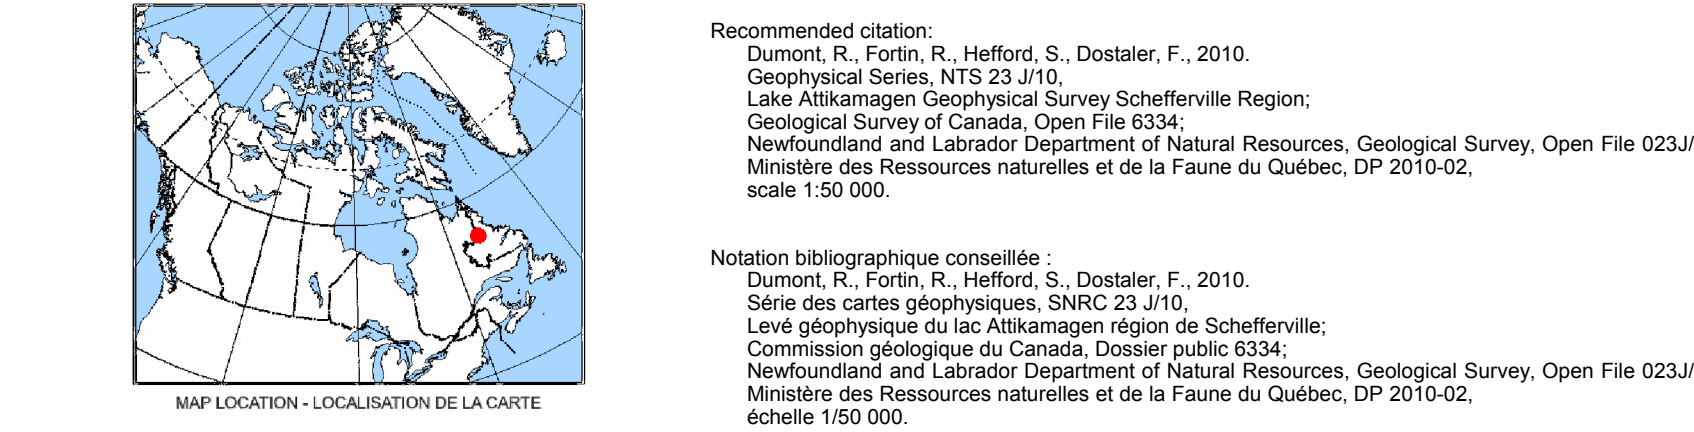 MAP LOCATION - LOCALISATION DE LA CARTE
Recommended citation:
Dumont, R., Fortin, R., Hefford, S., Dostaler, F., 2010.
Geophysical Series, NTS 23 J/10,
Lake Attikamagen Geophysical Survey Schefferville Region;
Geological Survey of Canada, Open File 6334;
Newfoundland and Labrador Department of Natural Resources, Geological Survey, Open File 023J/
Ministère des Ressources naturelles et de la Faune du Québec, DP 2010-02,
scale 1:50 000.
Notation bibliographique conseillée :
Dumont, R., Fortin, R., Hefford, S., Dostaler, F., 2010.
Série des cartes géophysiques, SNRC 23 J/10,
Levé géophysique du lac Attikamagen région de Schefferville;
Commission géologique du Canada, Dossier public 6334;
Newfoundland and Labrador Department of Natural Resources, Geological Survey, Open File 023J/
Ministère des Ressources naturelles et de la Faune du Québec, DP 2010-02,
échelle 1/50 000.